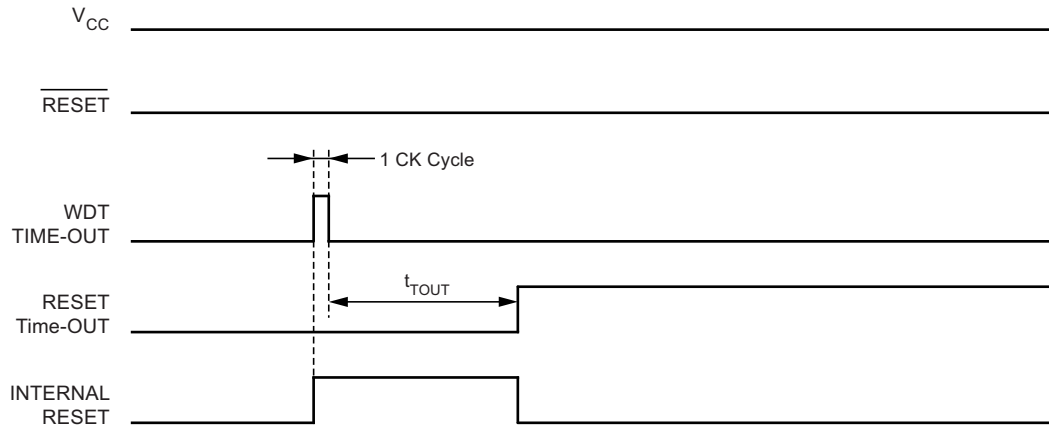 VCC
RESET
1 CK Cycle
WDT
TIME-OUT
tTOUT
RESET
Time-OUT
INTERNAL
RESET